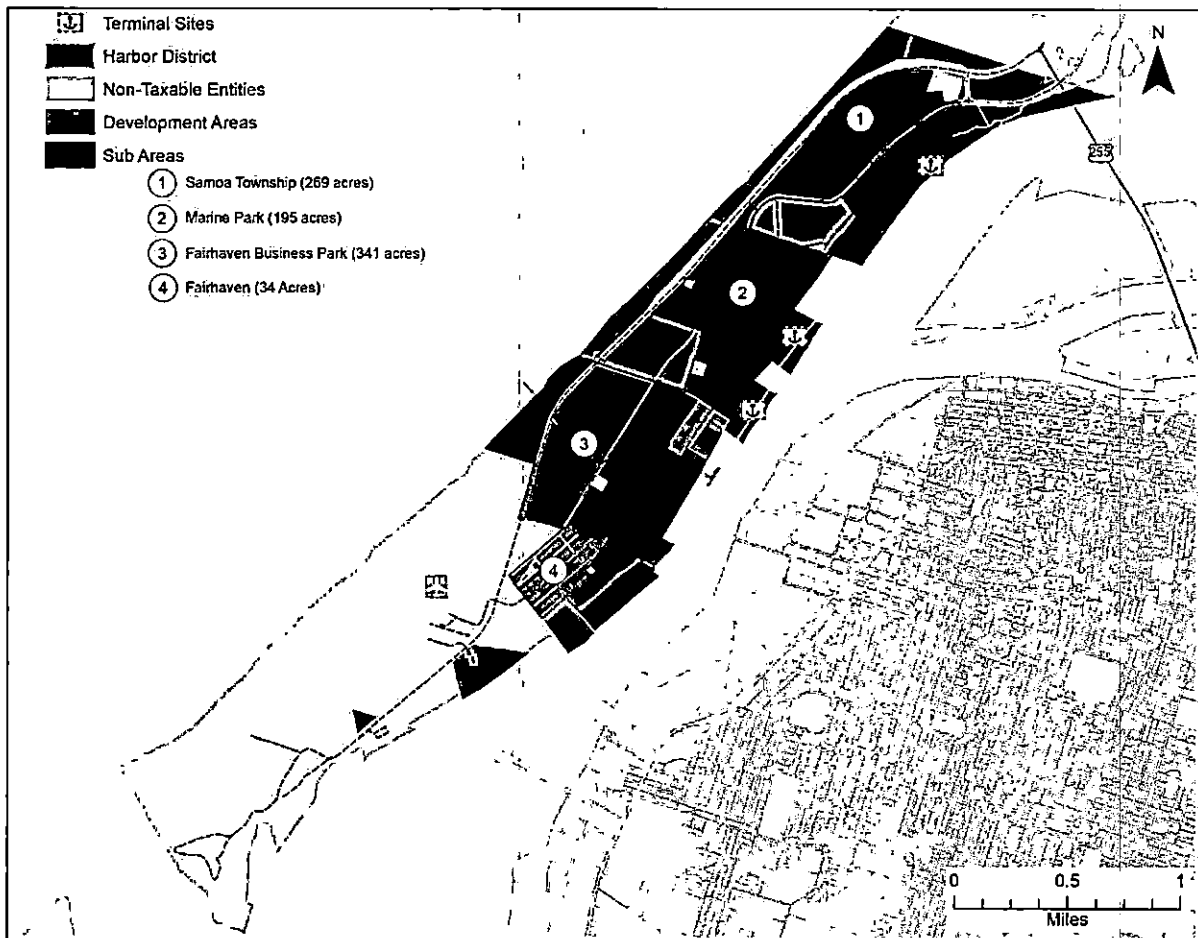 Terminal Sites
Harbor District
Non-Taxable Entities
Development Areas
Sub Areas
1 Samoa Township (269 acres)
2 Marine Park (195 acres)
3 Fairhaven Business Park (341 acres)
4 Fairhaven (34 Acres)
N
1
255
2
3
4
0 0.5 1
Miles